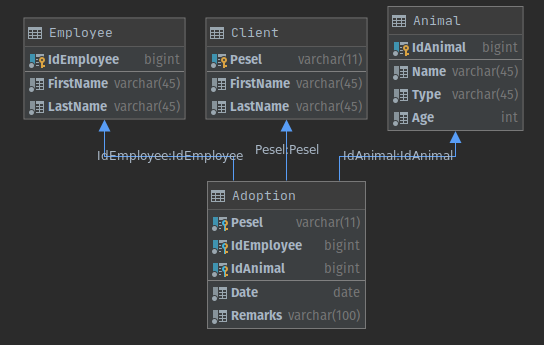 Employee
IdEmployee bigint
FirstName varchar(45)
LastName varchar(45)
Client
Pesel varchar(11)
FirstName varchar(45)
LastName varchar(45)
Animal
IdAnimal bigint
Name varchar(45)
Type varchar(45)
Age int
IdEmployee:IdEmployee
Pesel:Pesel
IdAnimal:IdAnimal
Adoption
Pesel varchar(11)
IdEmployee bigint
IdAnimal bigint
Date date
Remarks varchar(100)